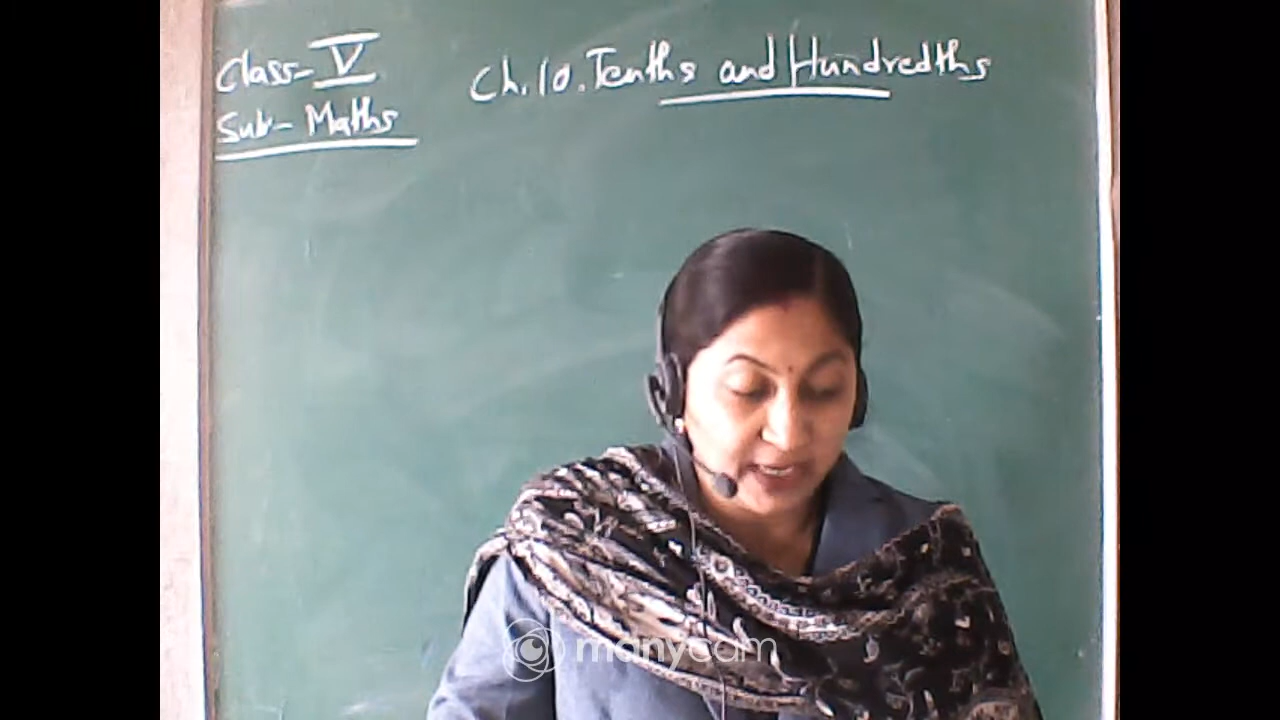 Class- V
Sub- Maths
Ch.10. Tenths and Hundredths
manycam